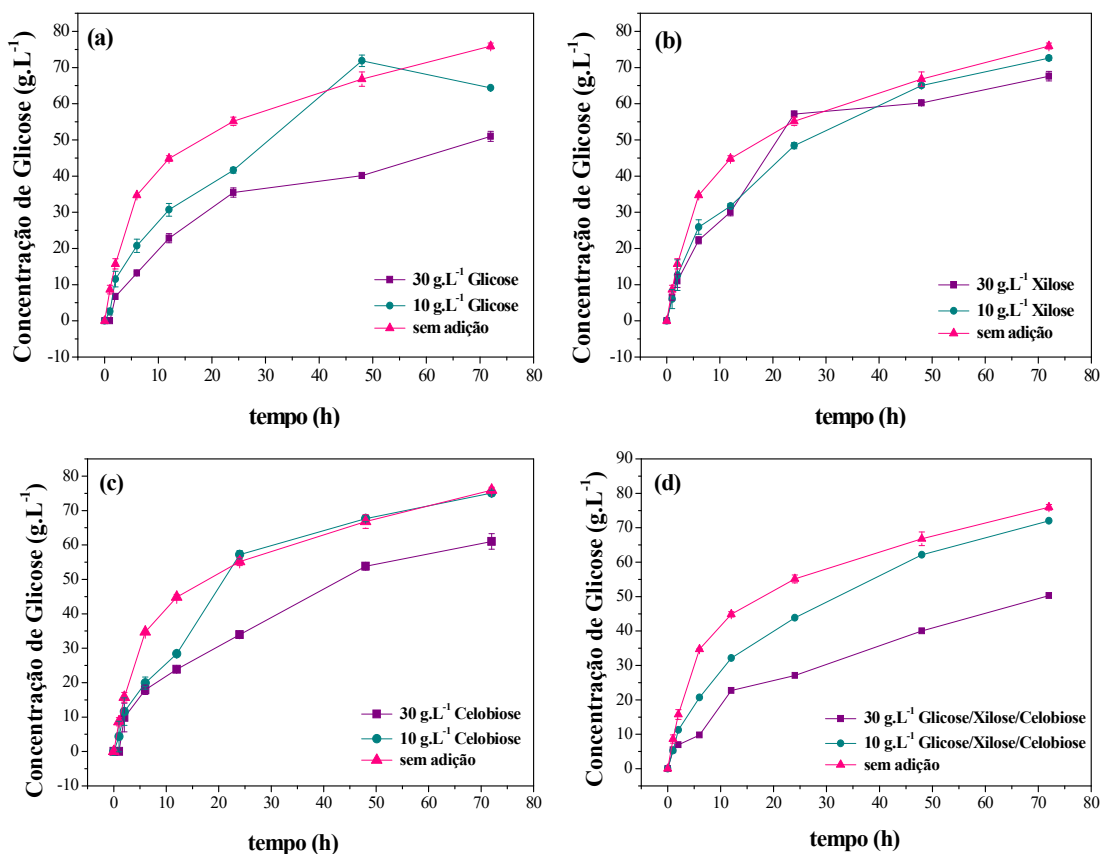 (a)
Concentração de Glicose (g.L⁻¹)
80
70
60
50
40
30
20
10
0
-10
30 g.L⁻¹ Glicose
10 g.L⁻¹ Glicose
sem adição
0 10 20 30 40 50 60 70 80
tempo (h)
(b)
Concentração de Glicose (g.L⁻¹)
80
70
60
50
40
30
20
10
0
-10
30 g.L⁻¹ Xilose
10 g.L⁻¹ Xilose
sem adição
0 10 20 30 40 50 60 70 80
tempo (h)
(c)
Concentração de Glicose (g.L⁻¹)
80
70
60
50
40
30
20
10
0
-10
30 g.L⁻¹ Celobiose
10 g.L⁻¹ Celobiose
sem adição
0 10 20 30 40 50 60 70 80
tempo (h)
(d)
Concentração de Glicose (g.L⁻¹)
90
80
70
60
50
40
30
20
10
0
30 g.L⁻¹ Glicose/Xilose/Celobiose
10 g.L⁻¹ Glicose/Xilose/Celobiose
sem adição
0 10 20 30 40 50 60 70 80
tempo (h)